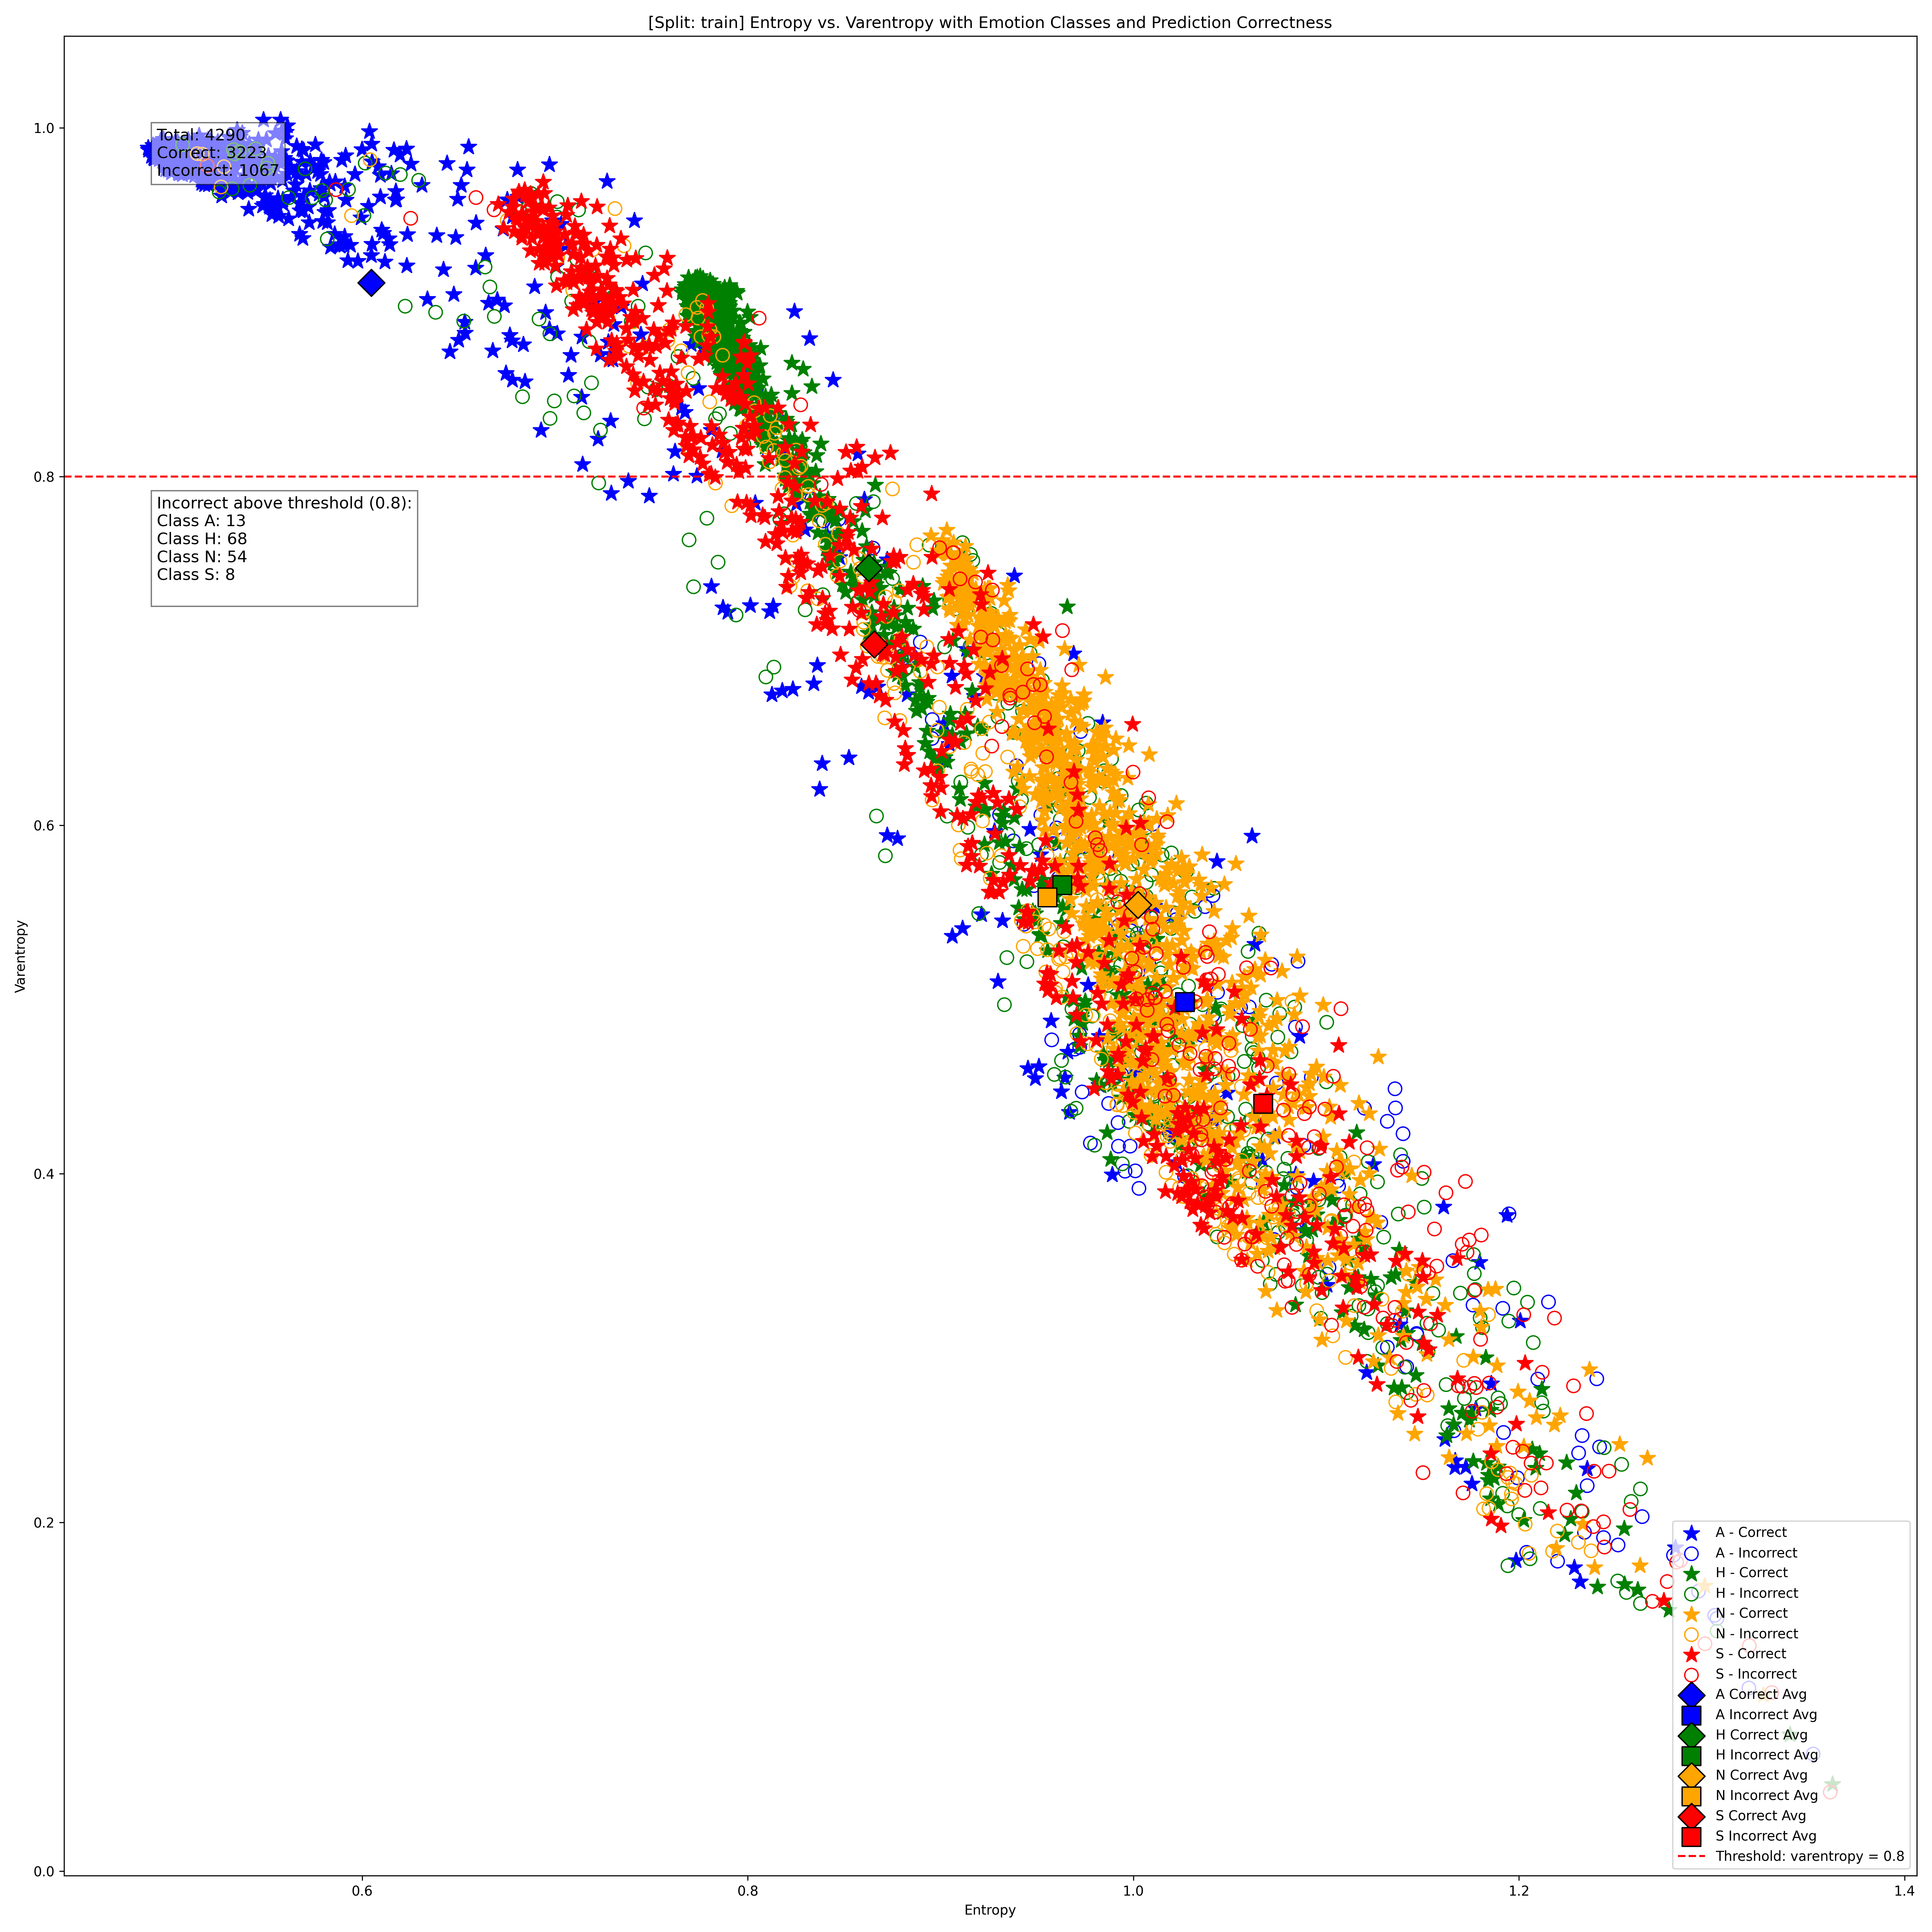 [Split: train] Entropy vs. Varentropy with Emotion Classes and Prediction Correctness
1.0
0.8
0.6
0.4
0.2
0.0
Varentropy
Total: 4290
Correct: 3223
Incorrect: 1067
Incorrect above threshold (0.8):
Class A: 13
Class H: 68
Class N: 54
Class S: 8
A - Correct
A - Incorrect
H - Correct
H - Incorrect
N - Correct
N - Incorrect
S - Correct
S - Incorrect
A Correct Avg
A Incorrect Avg
H Correct Avg
H Incorrect Avg
N Correct Avg
N Incorrect Avg
S Correct Avg
S Incorrect Avg
Threshold: varentropy = 0.8
0.6
0.8
1.0
1.2
1.4
Entropy